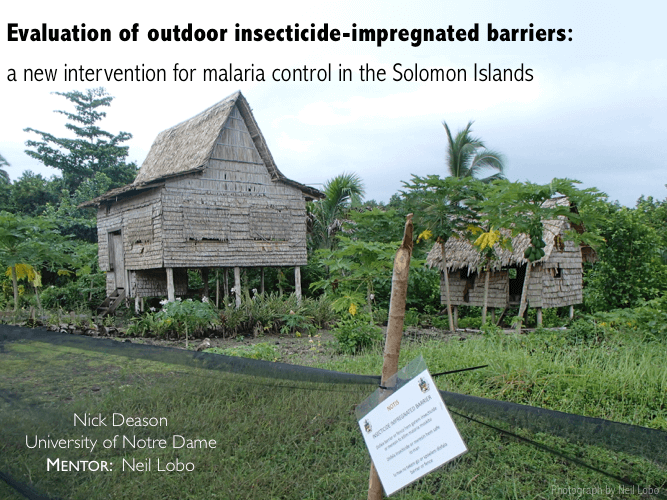 Evaluation of outdoor insecticide-impregnated barriers:
a new intervention for malaria control in the Solomon Islands
NOTIS
INSECTICIDE IMPREGNATED BARRIER
Nick Deason
University of Notre Dame
MENTOR: Neil Lobo
Photograph by Neil Lobo